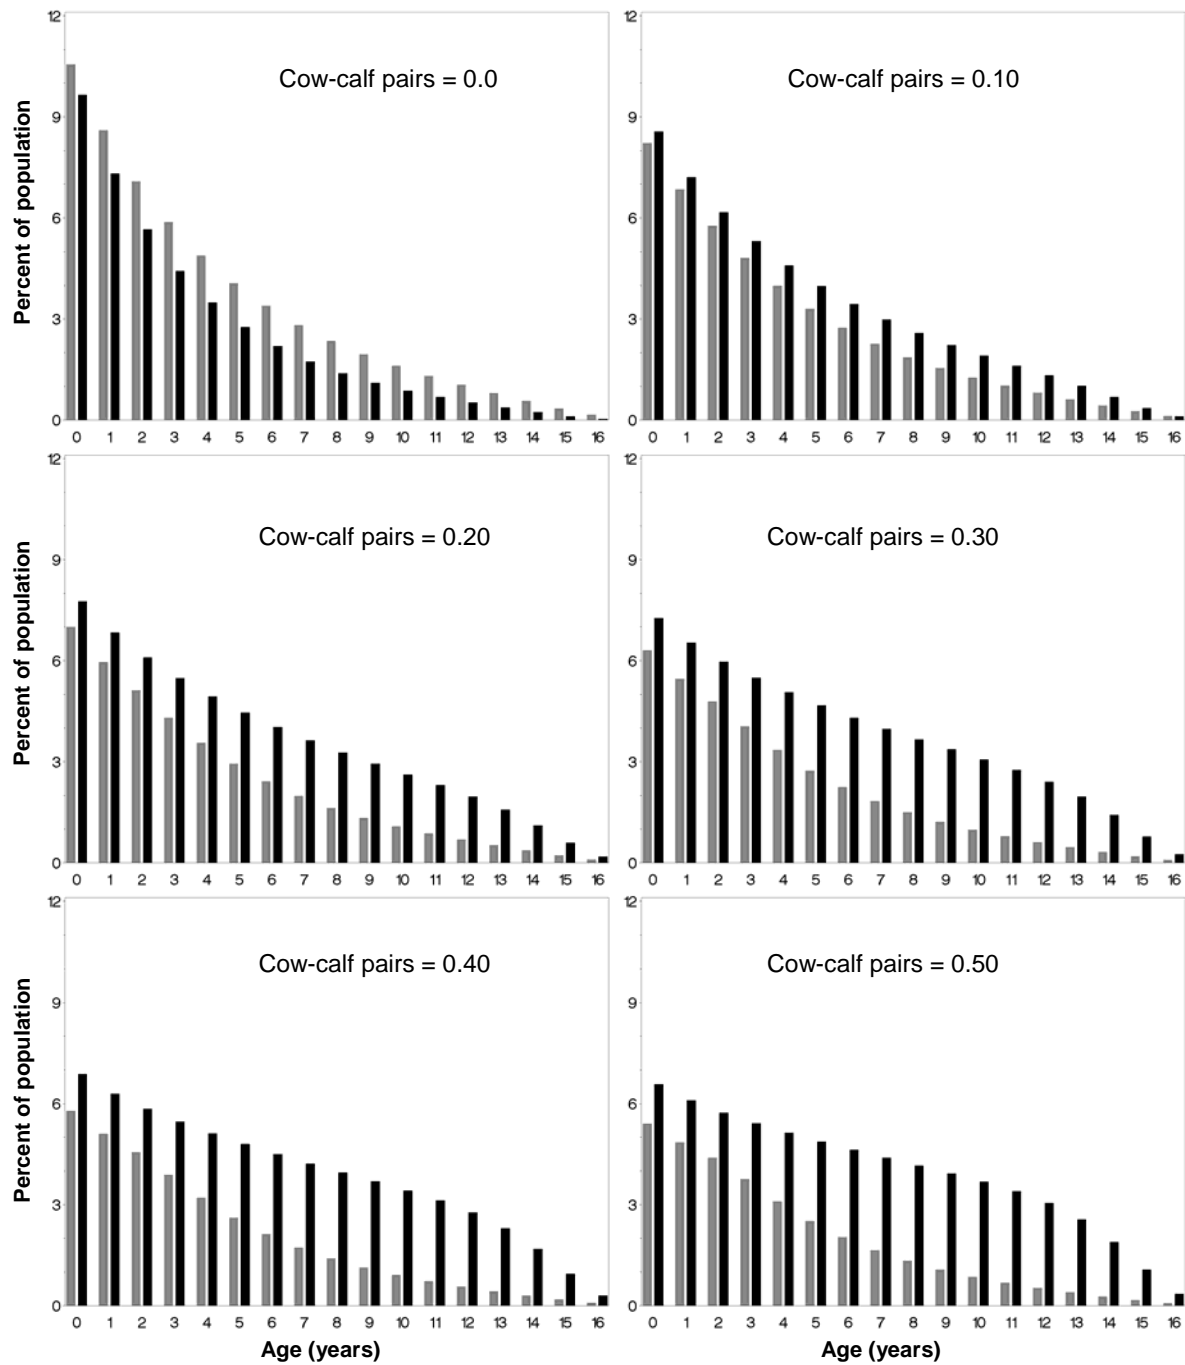 Cow-calf pairs = 0.0
Percent of population
12
9
6
3
0
0 1 2 3 4 5 6 7 8 9 10 11 12 13 14 15 16
Cow-calf pairs = 0.10
12
9
6
3
0
0 1 2 3 4 5 6 7 8 9 10 11 12 13 14 15 16
Cow-calf pairs = 0.20
Percent of population
12
9
6
3
0
0 1 2 3 4 5 6 7 8 9 10 11 12 13 14 15 16
Cow-calf pairs = 0.30
12
9
6
3
0
0 1 2 3 4 5 6 7 8 9 10 11 12 13 14 15 16
Cow-calf pairs = 0.40
Percent of population
12
9
6
3
0
0 1 2 3 4 5 6 7 8 9 10 11 12 13 14 15 16
Age (years)
Cow-calf pairs = 0.50
12
9
6
3
0
0 1 2 3 4 5 6 7 8 9 10 11 12 13 14 15 16
Age (years)